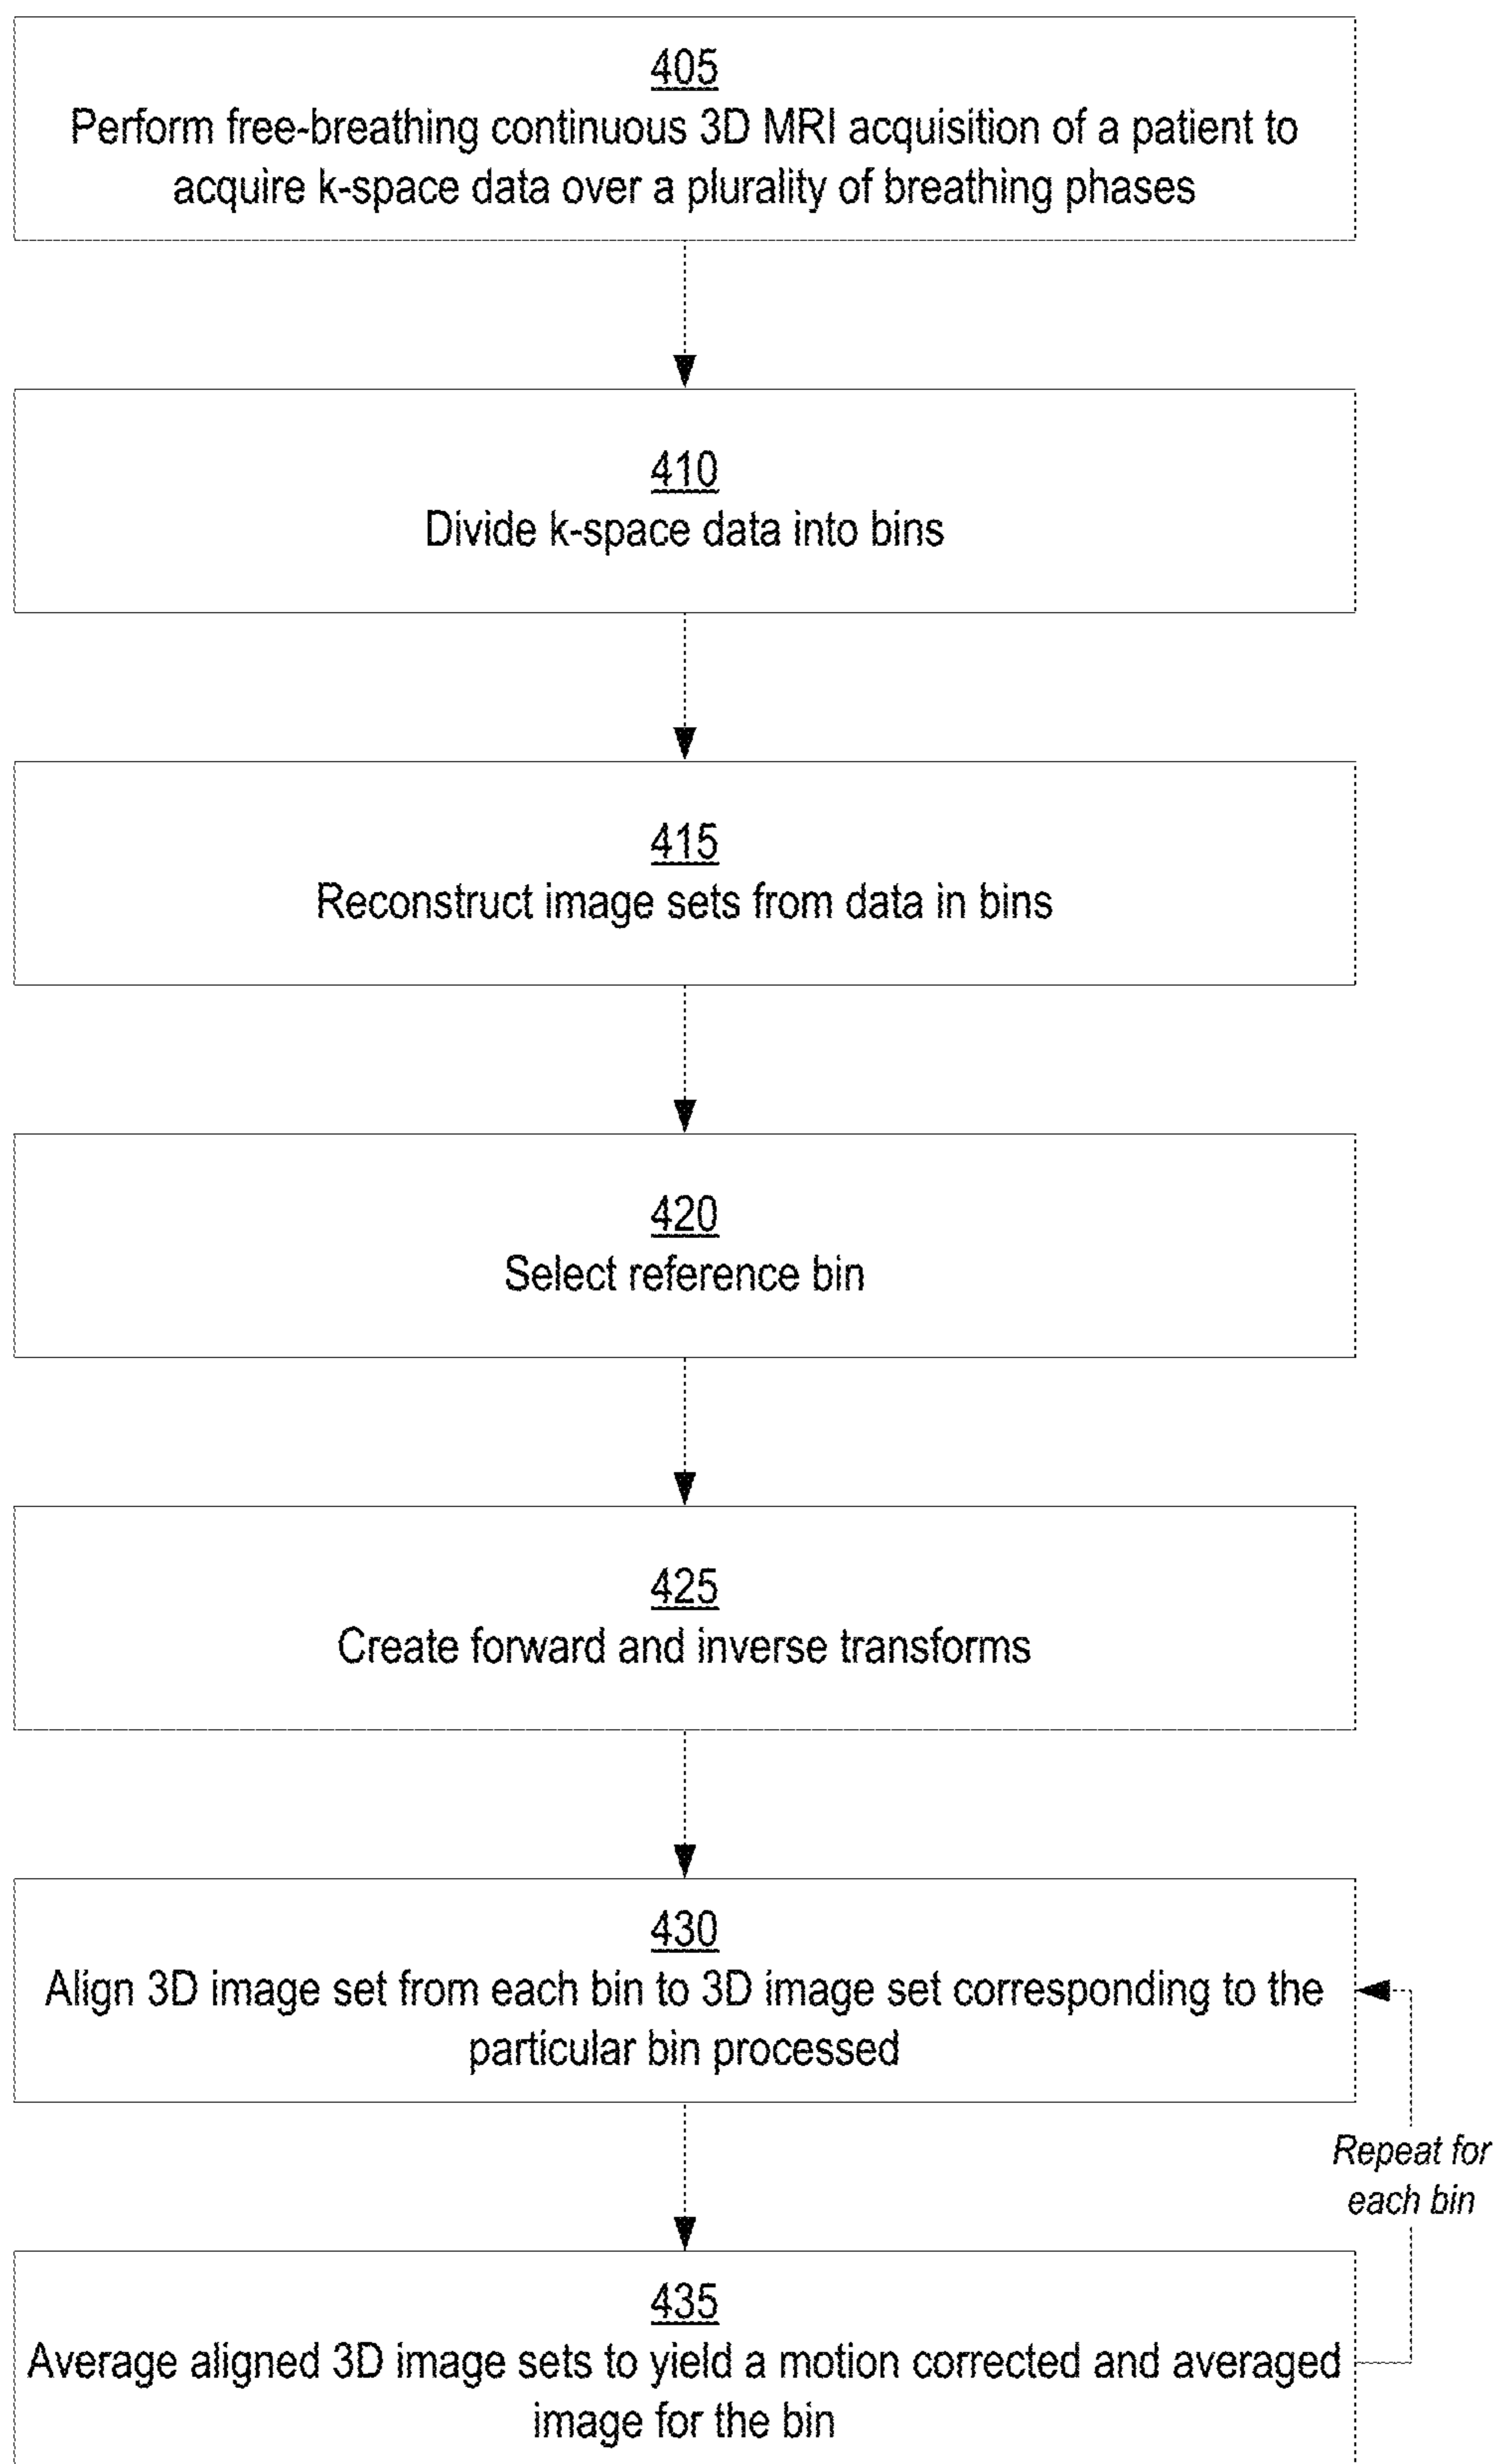 405
Perform free-breathing continuous 3D MRI acquisition of a patient to
acquire k-space data over a plurality of breathing phases
410
Divide k-space data into bins
415
Reconstruct image sets from data in bins
420
Select reference bin
425
Create forward and inverse transforms
430
Align 3D image set from each bin to 3D image set corresponding to the
particular bin processed
Repeat for
each bin
435
Average aligned 3D image sets to yield a motion corrected and averaged
image for the bin